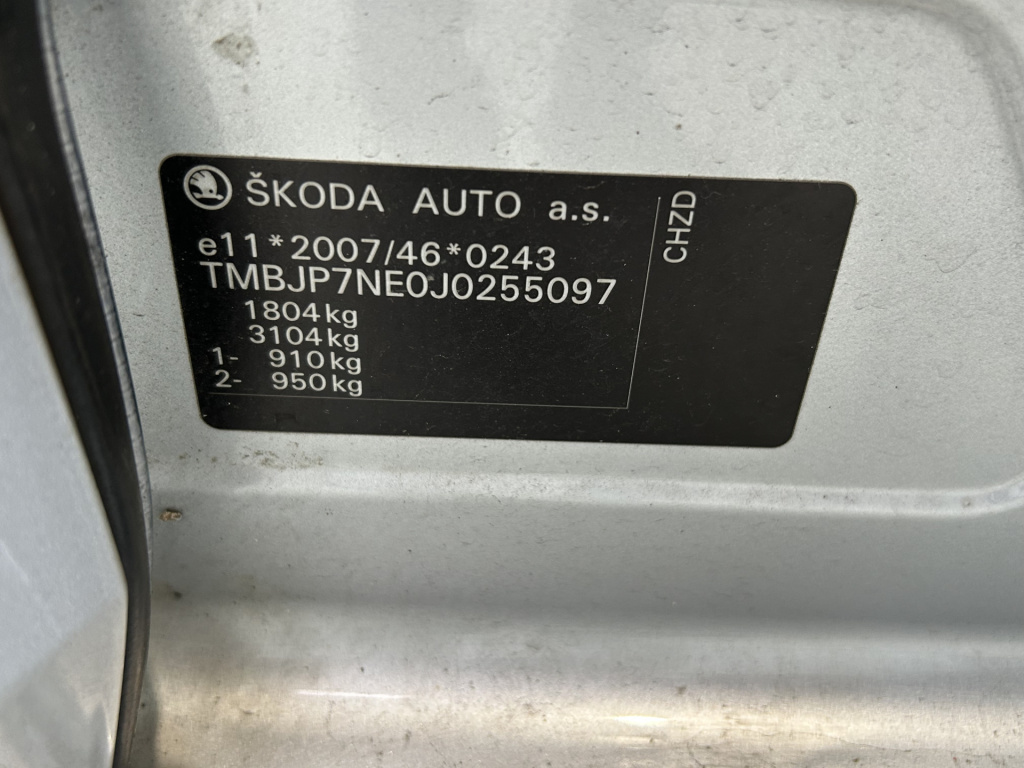 ŠKODA AUTO a.s.
e11*2007/46*0243
TMBJP7NE0J0255097
1804kg
3104kg
1- 910kg
2- 950kg
CHZD